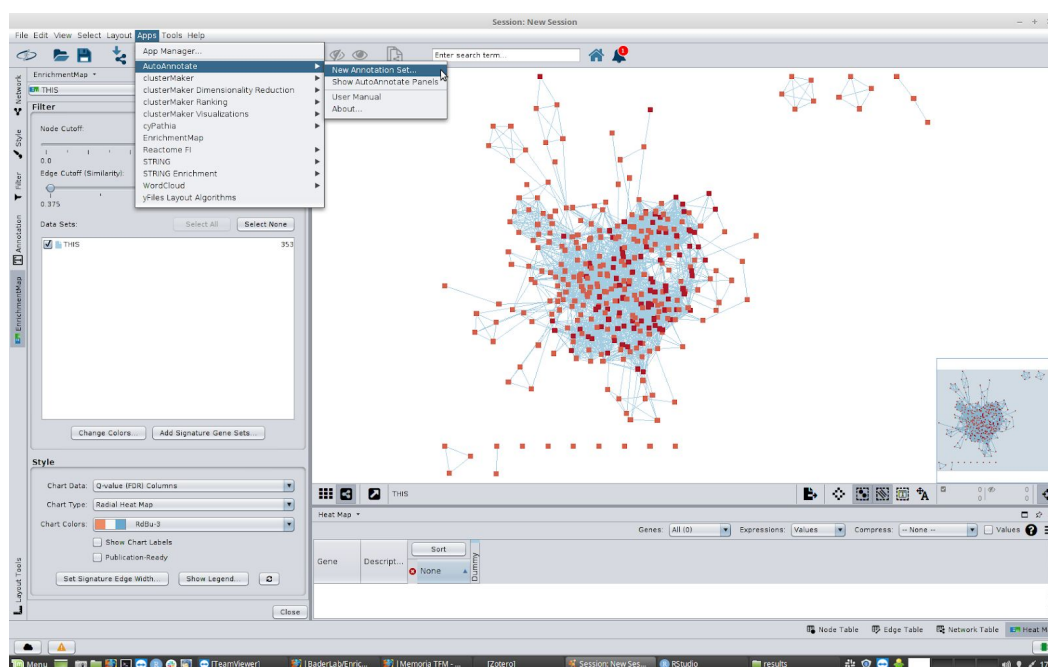 Session: New Session
File Edit View Select Layout Apps Tools Help
Enter search term...
1
App Manager...
AutoAnnotate
clusterMaker
clusterMaker Dimensionality Reduction
clusterMaker Ranking
clusterMaker Visualizations
cyPathia
EnrichmentMap
Reactome FI
STRING
STRING Enrichment
WordCloud
yFiles Layout Algorithms
New Annotation Set...
Show AutoAnnotate Panels
User Manual
About...
Network
Style
Filter
Annotation
EnrichmentMap
Layout Tools
EnrichmentMap
EM THIS
Filter
Node Cutoff
0.0
Edge Cutoff (Similarity):
0.375
Data Sets:
Select All
Select None
THIS 353
Change Colors...
Add Signature Gene Sets...
Style
Chart Data: Q-value (FDR) Columns
Chart Type: Radial Heat Map
Chart Colors: RdBu-3
Show Chart Labels
Publication-Ready
Set Signature Edge Width...
Show Legend...
Close
THIS
0 0
0 0
Heat Map
Genes: All (0) Expressions: Values Compress: -- None -- Values
Gene
Descript...
Sort
None
Dummy
Node Table Edge Table Network Table Heat M
Menu [TeamViewer] [BaderLab/Enric... [Memoria TFM - ... [Zotero] Session: New Ses... RStudio results 17